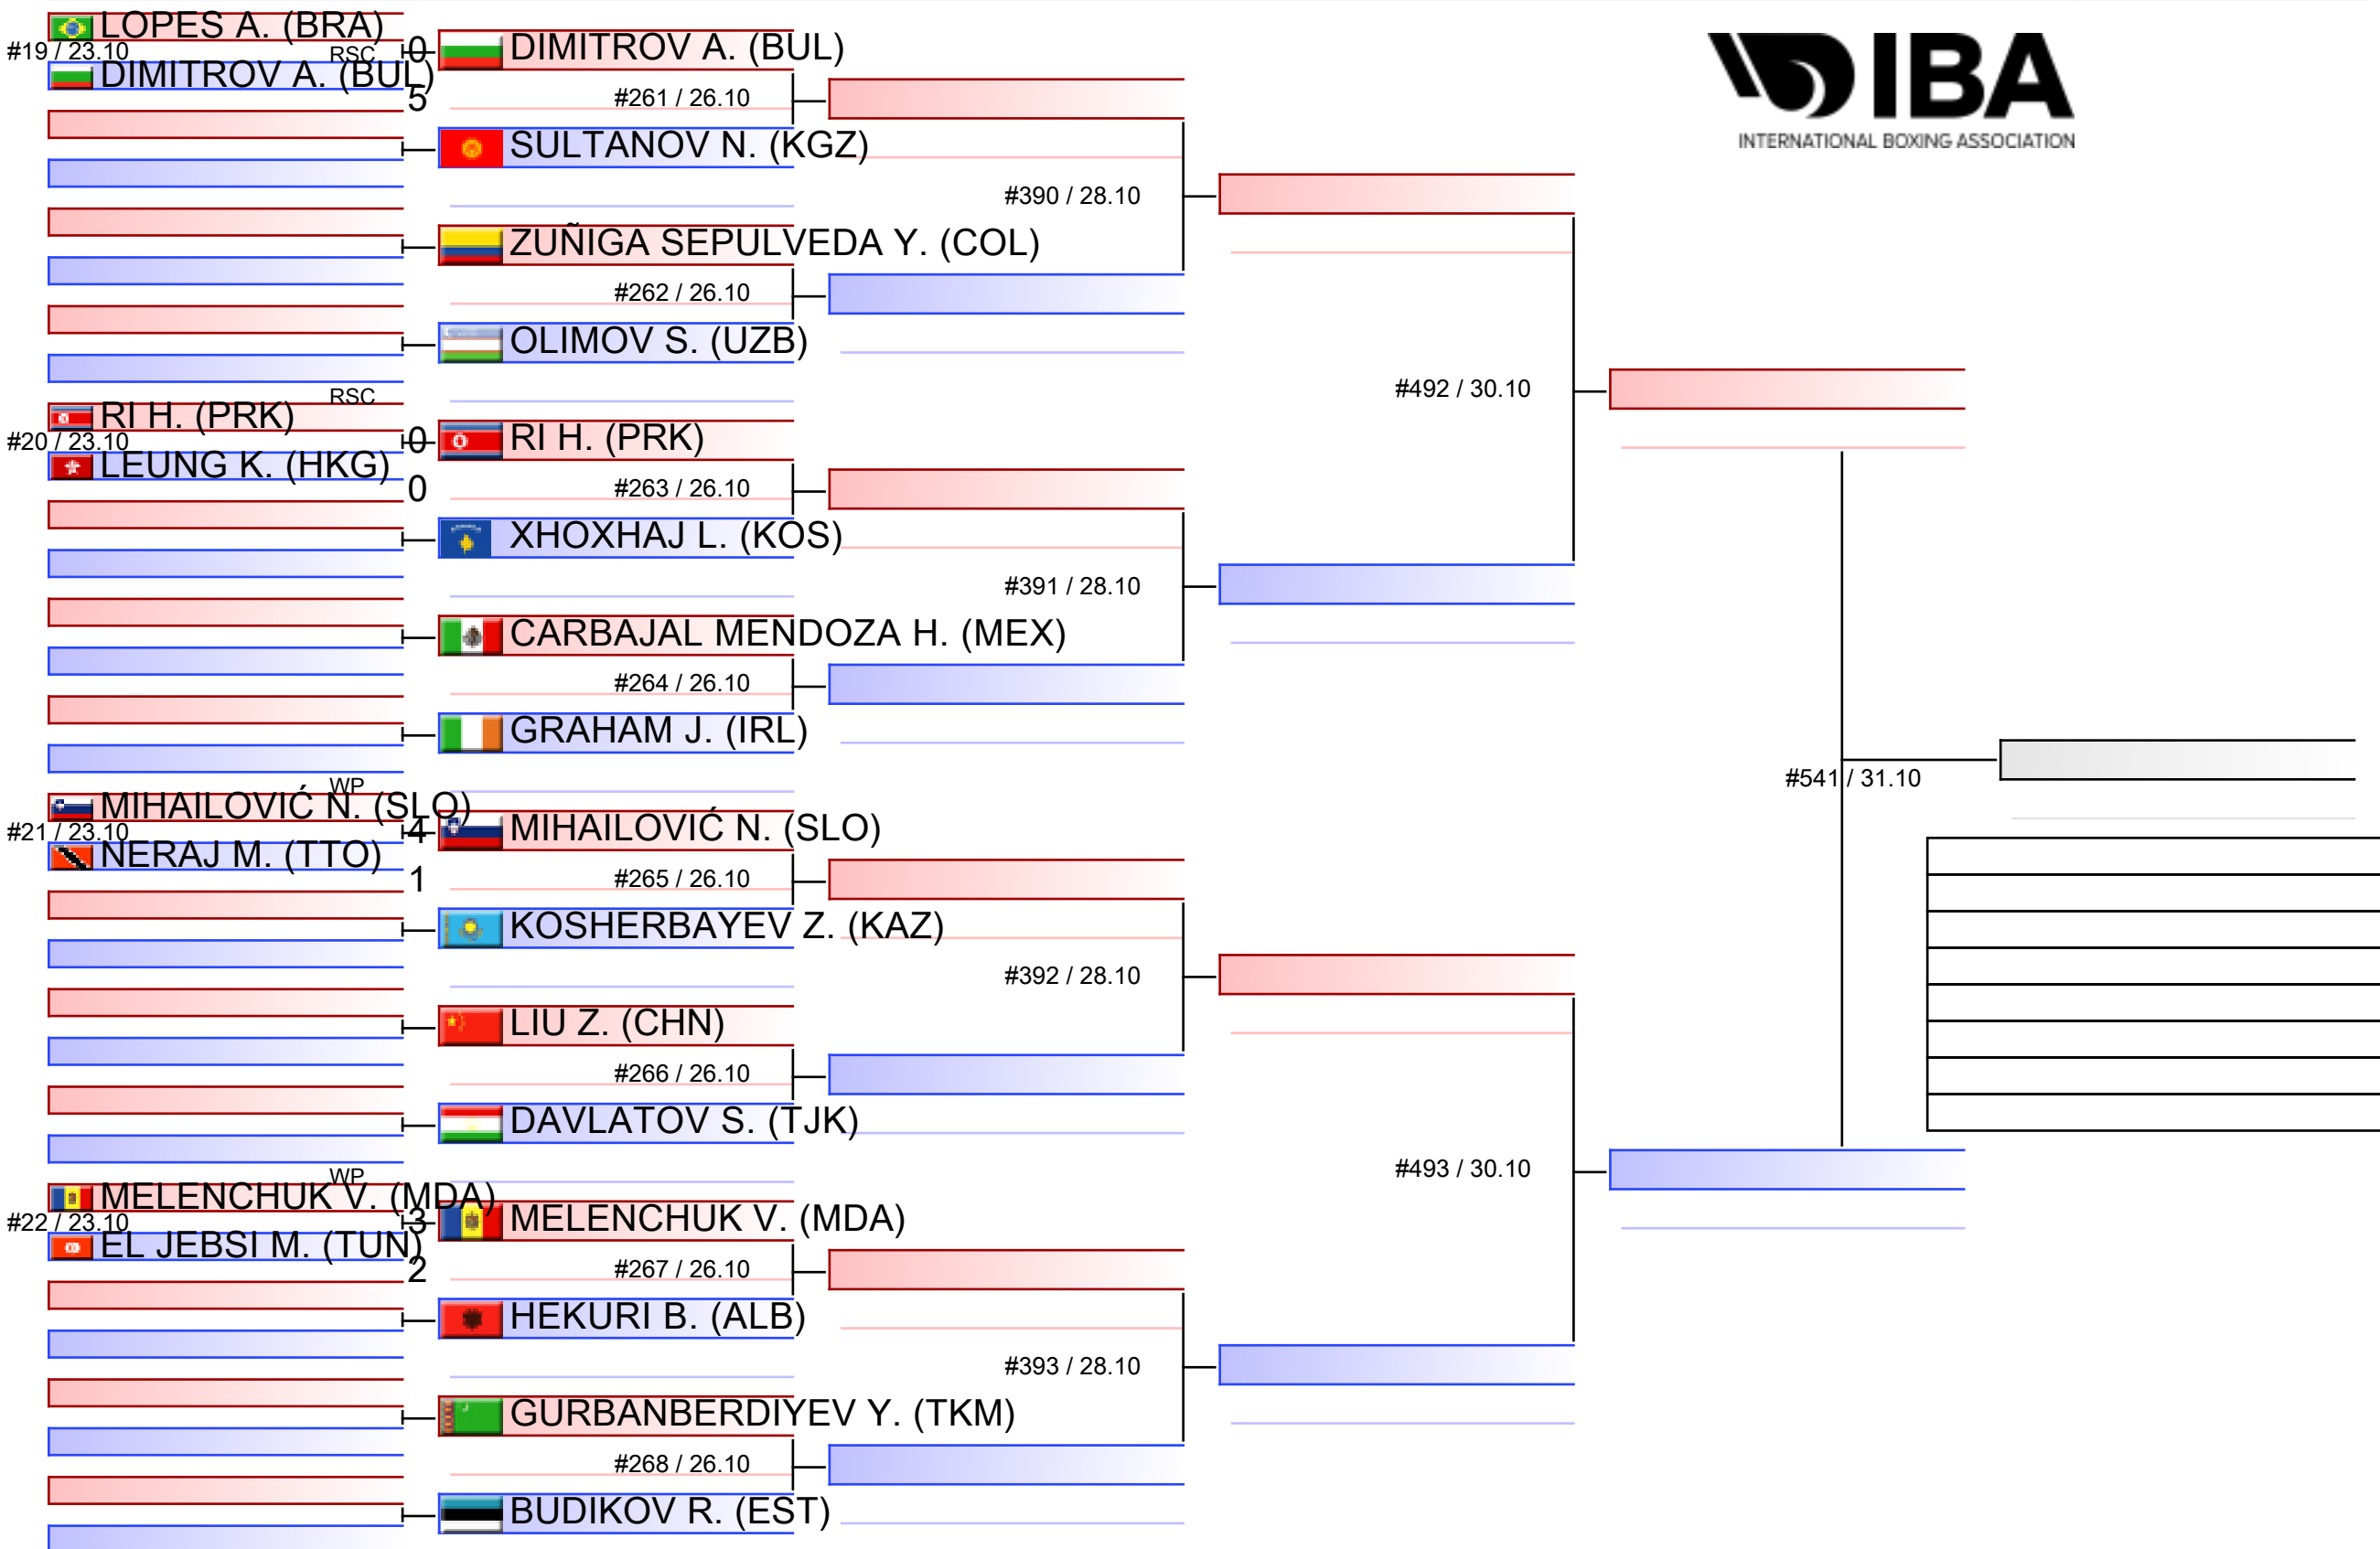 LOPES A. (BRA)
#19 / 23.10
RSC
0
DIMITROV A. (BUL)
5
DIMITROV A. (BUL)
#261 / 26.10
SULTANOV N. (KGZ)
#390 / 28.10
ZUÑIGA SEPULVEDA Y. (COL)
#262 / 26.10
OLIMOV S. (UZB)
#492 / 30.10
RSC
RI H. (PRK)
#20 / 23.10
0
LEUNG K. (HKG)
0
RI H. (PRK)
#263 / 26.10
XHOXHAJ L. (KOS)
#391 / 28.10
CARBAJAL MENDOZA H. (MEX)
#264 / 26.10
GRAHAM J. (IRL)
#541 / 31.10
WP
MIHAILOVIĆ N. (SLO)
#21 / 23.10
4
NERAJ M. (TTO)
1
MIHAILOVIĆ N. (SLO)
#265 / 26.10
KOSHERBAYEV Z. (KAZ)
#392 / 28.10
LIU Z. (CHN)
#266 / 26.10
DAVLATOV S. (TJK)
#493 / 30.10
WP
MELENCHUK V. (MDA)
#22 / 23.10
3
EL JEBSI M. (TUN)
2
MELENCHUK V. (MDA)
#267 / 26.10
HEKURI B. (ALB)
#393 / 28.10
GURBANBERDIYEV Y. (TKM)
#268 / 26.10
BUDIKOV R. (EST)
IBA
INTERNATIONAL BOXING ASSOCIATION